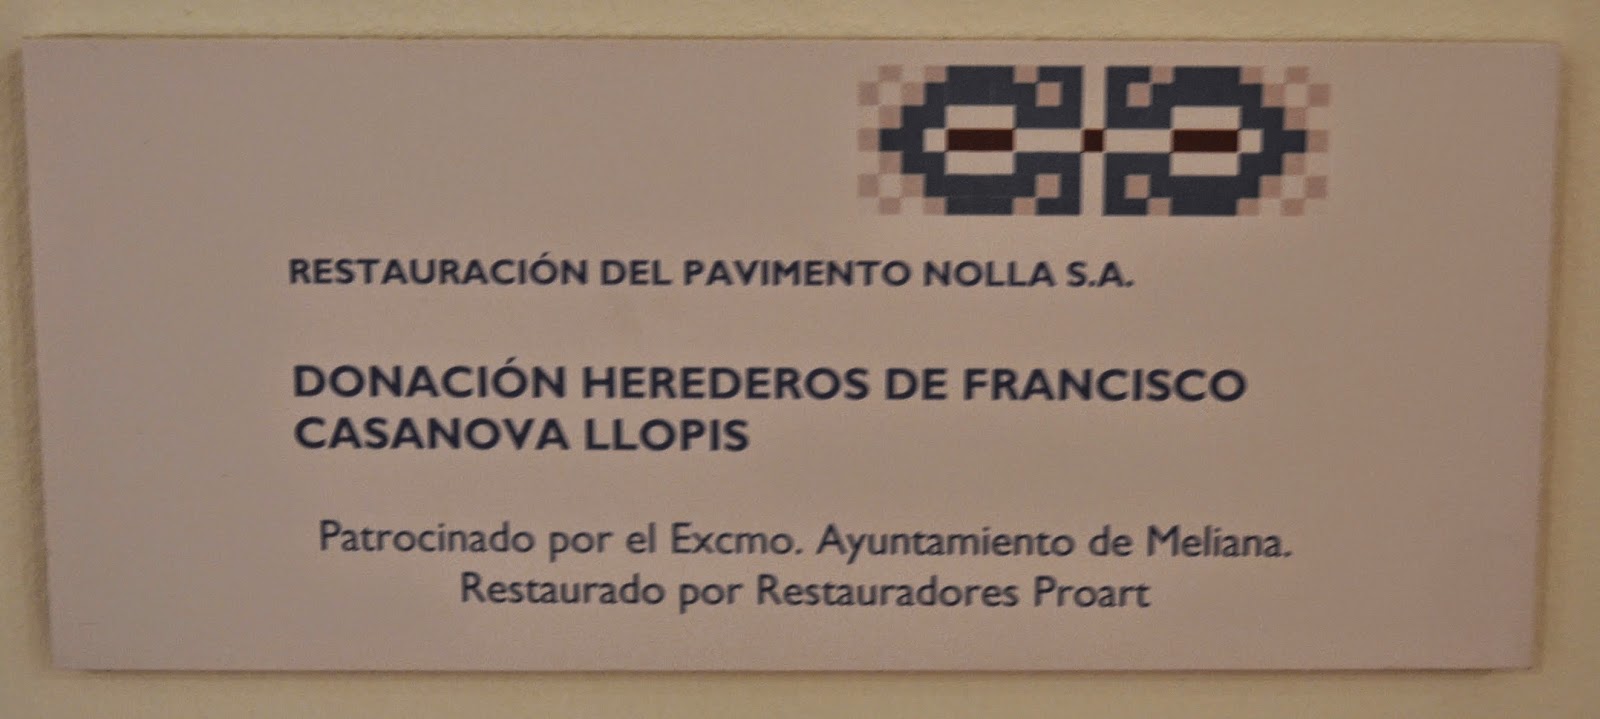 RESTAURACIÓN DEL PAVIMENTO NOLLA S.A.
DONACIÓN HEREDEROS DE FRANCISCO
CASANOVA LLOPIS
Patrocinado por el Excmo. Ayuntamiento de Meliana.
Restaurado por Restauradores Proart